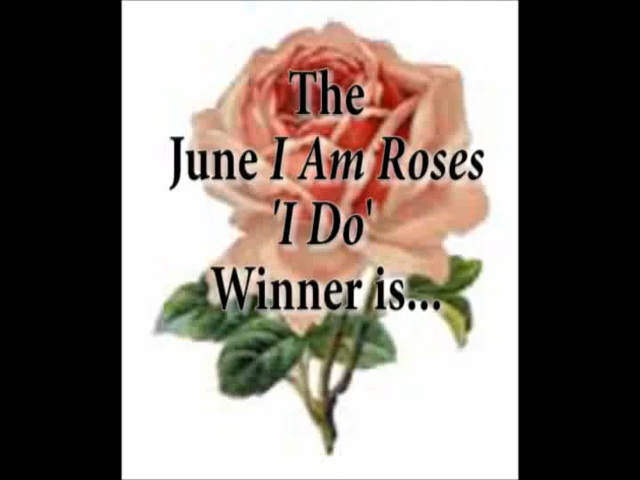 The
June I Am Roses
'I Do'
Winner is...